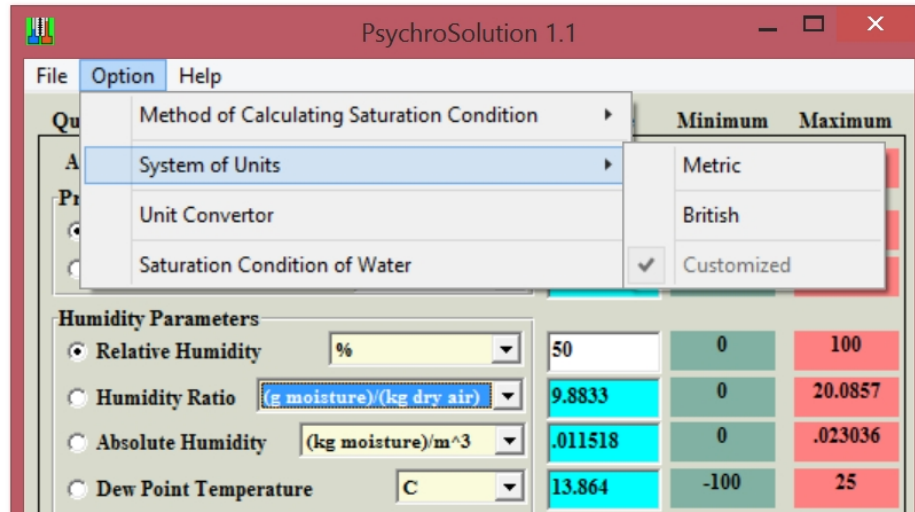 PsychroSolution 1.1
File Option Help
Method of Calculating Saturation Condition
Minimum Maximum
System of Units
Metric
Unit Convertor
British
Saturation Condition of Water
Customized
Humidity Parameters
Relative Humidity % 50 0 100
Humidity Ratio (g moisture)/(kg dry air) 9.8833 0 20.0857
Absolute Humidity (kg moisture)/m^3 .011518 0 .023036
Dew Point Temperature C 13.864 -100 25